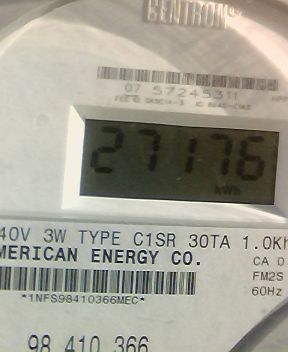 CENTRON®
07 57245311
27176
kWh
40V 3W TYPE C1SR 30TA 1.0Kh
MERICAN ENERGY CO.
CA 0
FM2S
60Hz
*1NFS98410366MEC*
98 410 366